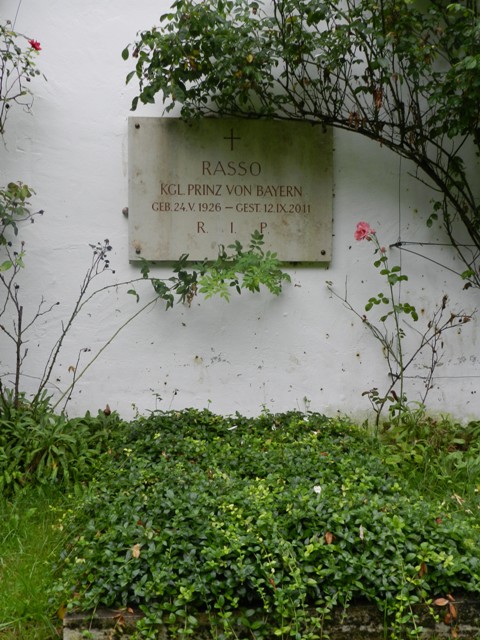 RASSO
KGL. PRINZ VON BAYERN
GEB. 24. V. 1926 – GEST. 12. IX. 2011
R. I. P